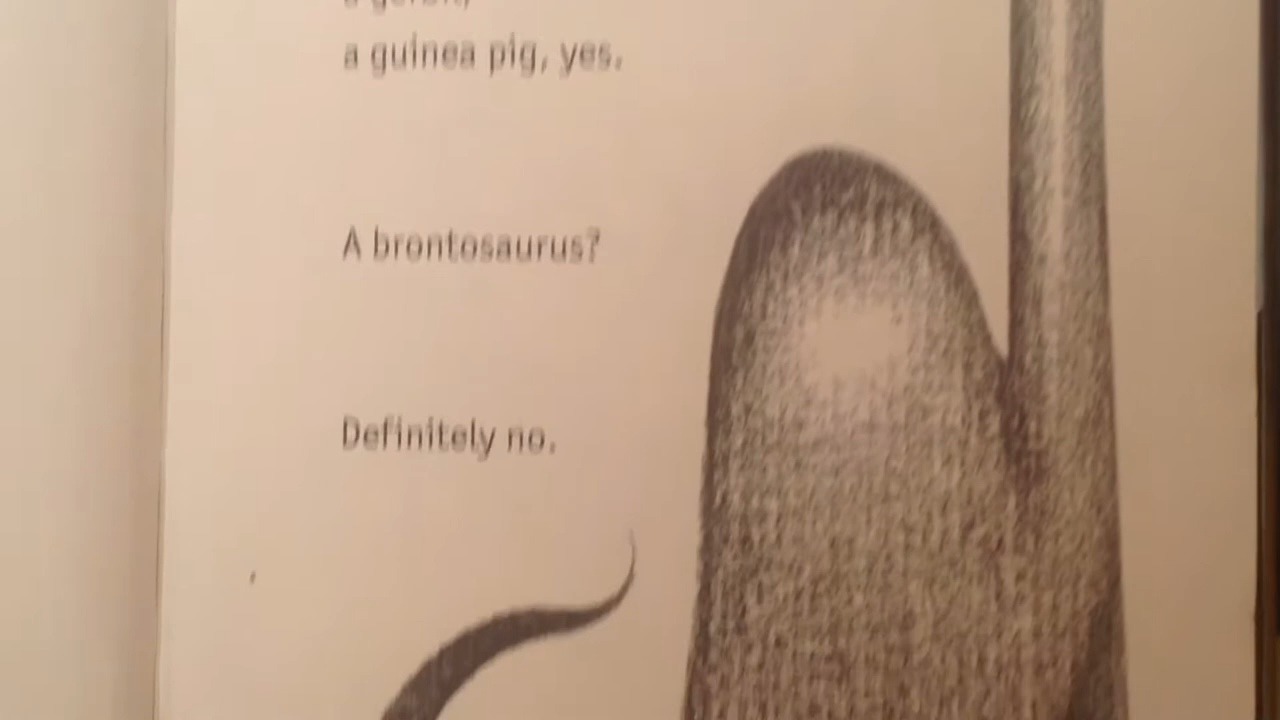 a guinea pig, yes.
A brontosaurus?
Definitely no.